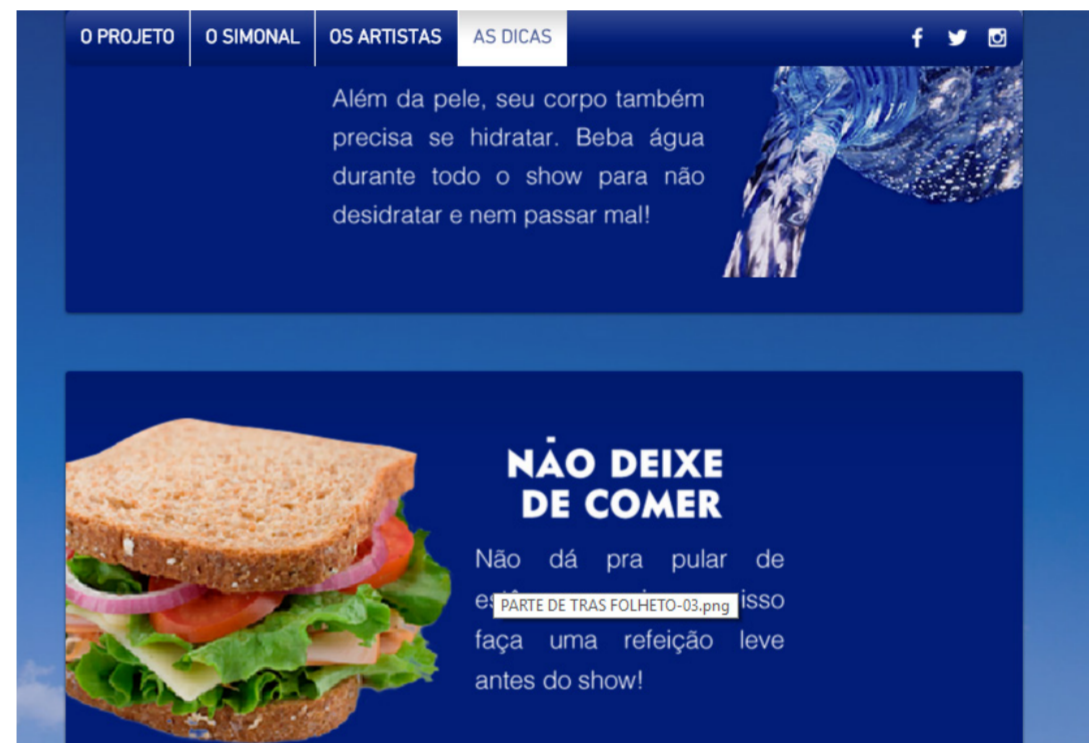 O PROJETO O SIMONAL OS ARTISTAS AS DICAS
Além da pele, seu corpo também
precisa se hidratar. Beba água
durante todo o show para não
desidratar e nem passar mal!
NÃO DEIXE
DE COMER
Não dá pra pular de
isso
PARTE DE TRAS FOLHETO-03.png
faça uma refeição leve
antes do show!